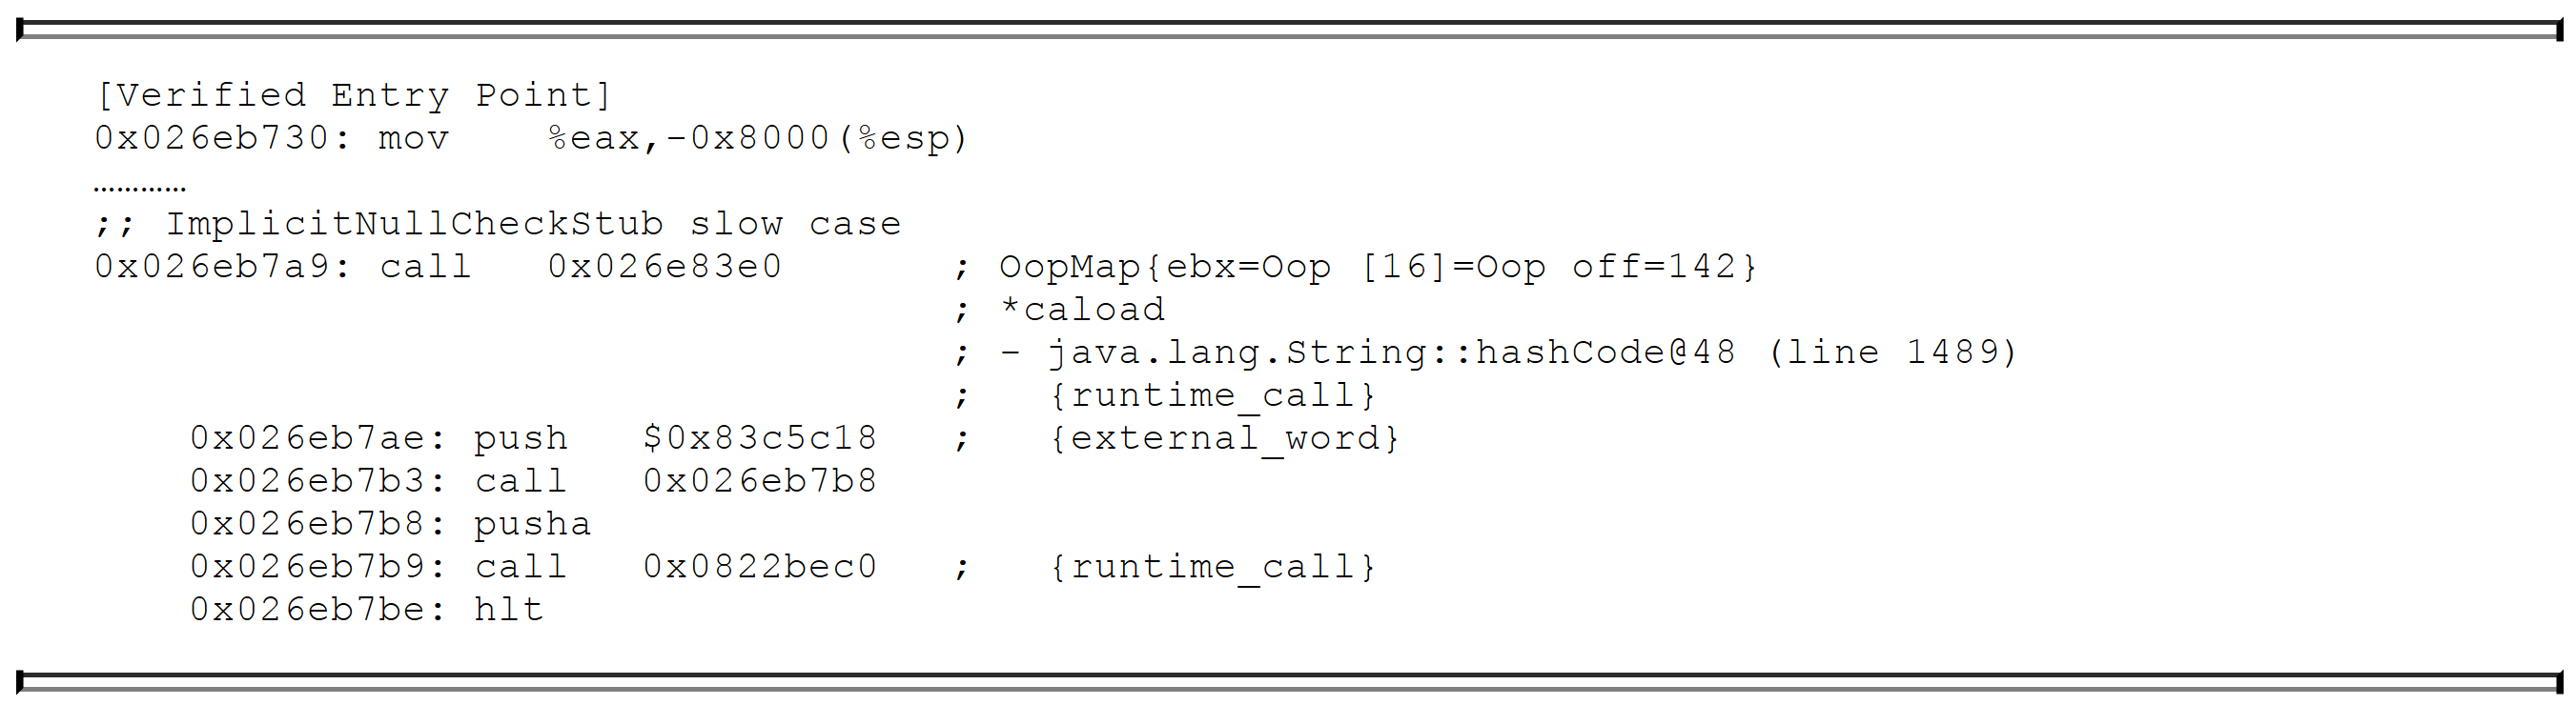 [Verified Entry Point]
0x026eb730: mov    %eax,-0x8000(%esp)
…………
;; ImplicitNullCheckStub slow case
0x026eb7a9: call   0x026e83e0       ; OopMap{ebx=Oop [16]=Oop off=142}
                                    ; *caload
                                    ; - java.lang.String::hashCode@48 (line 1489)
                                    ;   {runtime_call}
    0x026eb7ae: push   $0x83c5c18   ;   {external_word}
    0x026eb7b3: call   0x026eb7b8
    0x026eb7b8: pusha
    0x026eb7b9: call   0x0822bec0   ;   {runtime_call}
    0x026eb7be: hlt